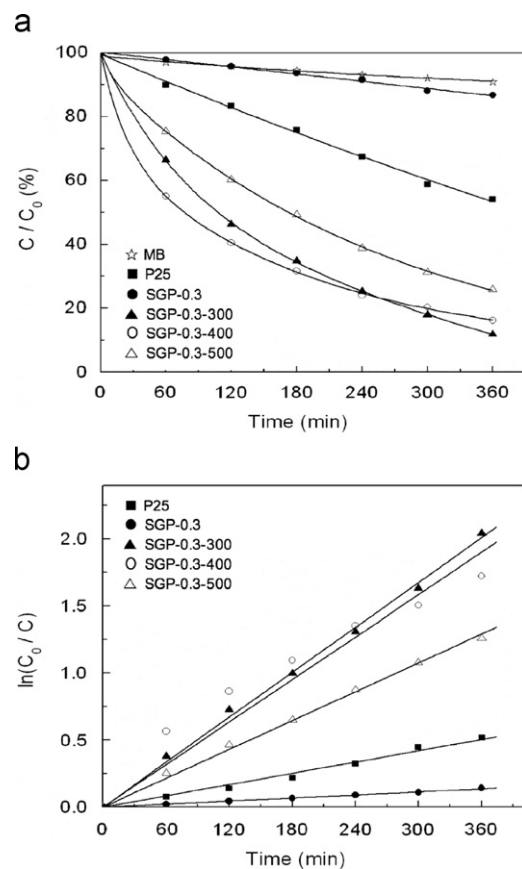 a
100
80
60
40
20
0
C / C₀ (%)
MB
P25
SGP-0.3
SGP-0.3-300
SGP-0.3-400
SGP-0.3-500
0 60 120 180 240 300 360
Time (min)
b
2.0
1.5
1.0
0.5
0.0
ln(C₀ / C)
P25
SGP-0.3
SGP-0.3-300
SGP-0.3-400
SGP-0.3-500
0 60 120 180 240 300 360
Time (min)